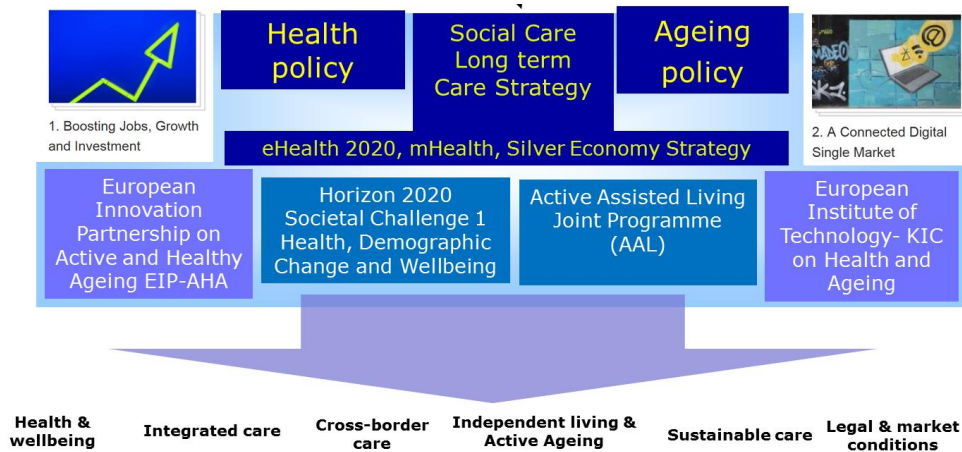 Health
policy
Social Care
Long term
Care Strategy
Ageing
policy
1. Boosting Jobs, Growth
and Investment
2. A Connected Digital
Single Market
eHealth 2020, mHealth, Silver Economy Strategy
European
Innovation
Partnership on
Active and Healthy
Ageing EIP-AHA
Horizon 2020
Societal Challenge 1
Health, Demographic
Change and Wellbeing
Active Assisted Living
Joint Programme
(AAL)
European
Institute of
Technology- KIC
on Health and
Ageing
Health &
wellbeing
Integrated care
Cross-border
care
Independent living &
Active Ageing
Sustainable care
Legal & market
conditions